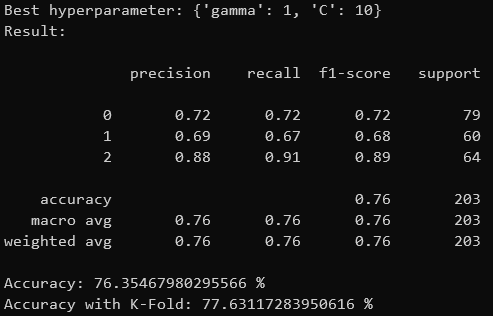 Best hyperparameter: {'gamma': 1, 'C': 10}
Result:
precision recall f1-score support
0 0.72 0.72 0.72 79
1 0.69 0.67 0.68 60
2 0.88 0.91 0.89 64
accuracy 0.76 203
macro avg 0.76 0.76 0.76 203
weighted avg 0.76 0.76 0.76 203
Accuracy: 76.35467980295566 %
Accuracy with K-Fold: 77.63117283950616 %